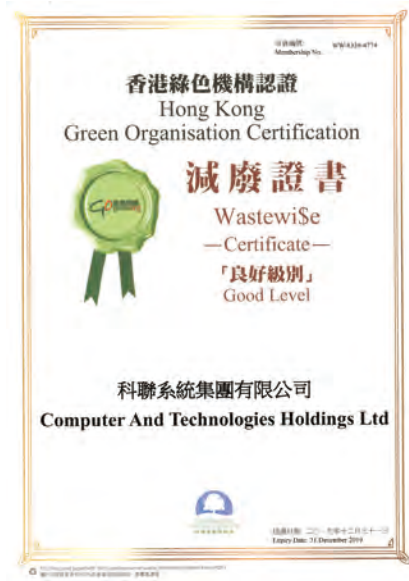 Membership No.
香港綠色機構認證
Hong Kong
Green Organisation Certification
減廢證書
Wastewi$e
—Certificate—
「良好級別」
Good Level
科聯系統集團有限公司
Computer And Technologies Holdings Ltd
Expiry Date: 31 December 2019